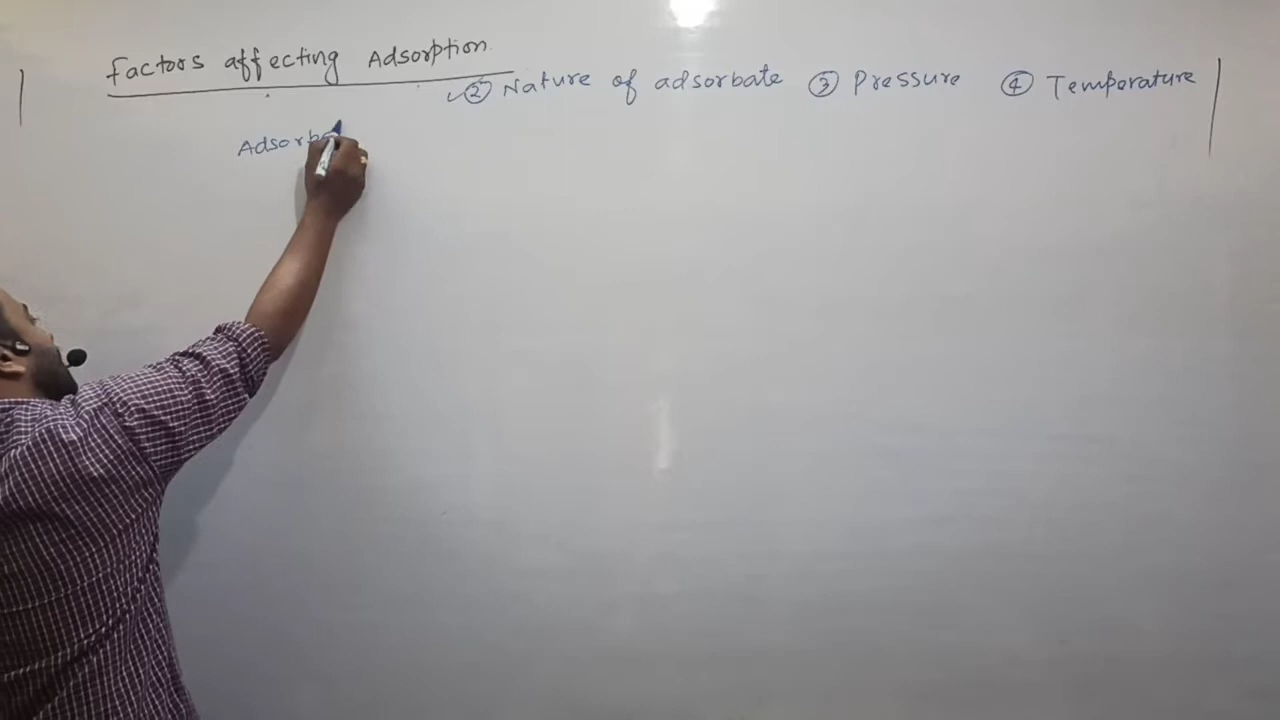 Factors affecting Adsorption.
② Nature of adsorbate ③ Pressure ④ Temperature
Adsorb